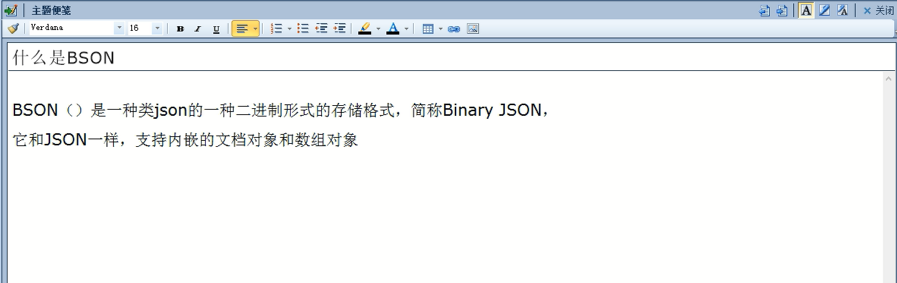 主题便笺
关闭
Verdana 16 B I U
什么是BSON
BSON（）是一种类json的一种二进制形式的存储格式，简称Binary JSON，
它和JSON一样，支持内嵌的文档对象和数组对象